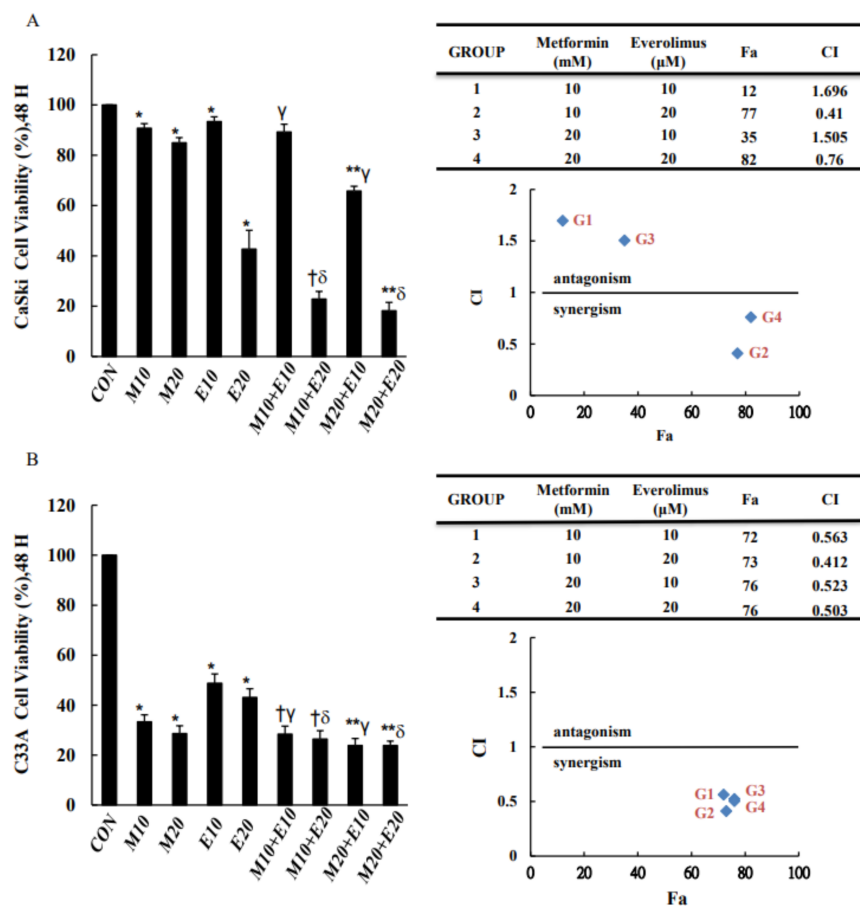 A
CaSki Cell Viability (%),48 H
120
100
80
60
40
20
0
*
*
*
*
γ
†δ
**γ
**δ
CON
M10
M20
E10
E20
M10+E10
M10+E20
M20+E10
M20+E20
GROUP Metformin (mM) Everolimus (μM) Fa CI
1 10 10 12 1.696
2 10 20 77 0.41
3 20 10 35 1.505
4 20 20 82 0.76
CI
2
1.5
1
0.5
0
G1
G3
antagonism
synergism
G4
G2
0 20 40 60 80 100
Fa
B
C33A Cell Viability (%),48 H
120
100
80
60
40
20
0
*
*
*
*
†γ
†δ
**γ
**δ
CON
M10
M20
E10
E20
M10+E10
M10+E20
M20+E10
M20+E20
GROUP Metformin (mM) Everolimus (μM) Fa CI
1 10 10 72 0.563
2 10 20 73 0.412
3 20 10 76 0.523
4 20 20 76 0.503
CI
2
1.5
1
0.5
0
antagonism
synergism
G1 G3
G2 G4
0 20 40 60 80 100
Fa